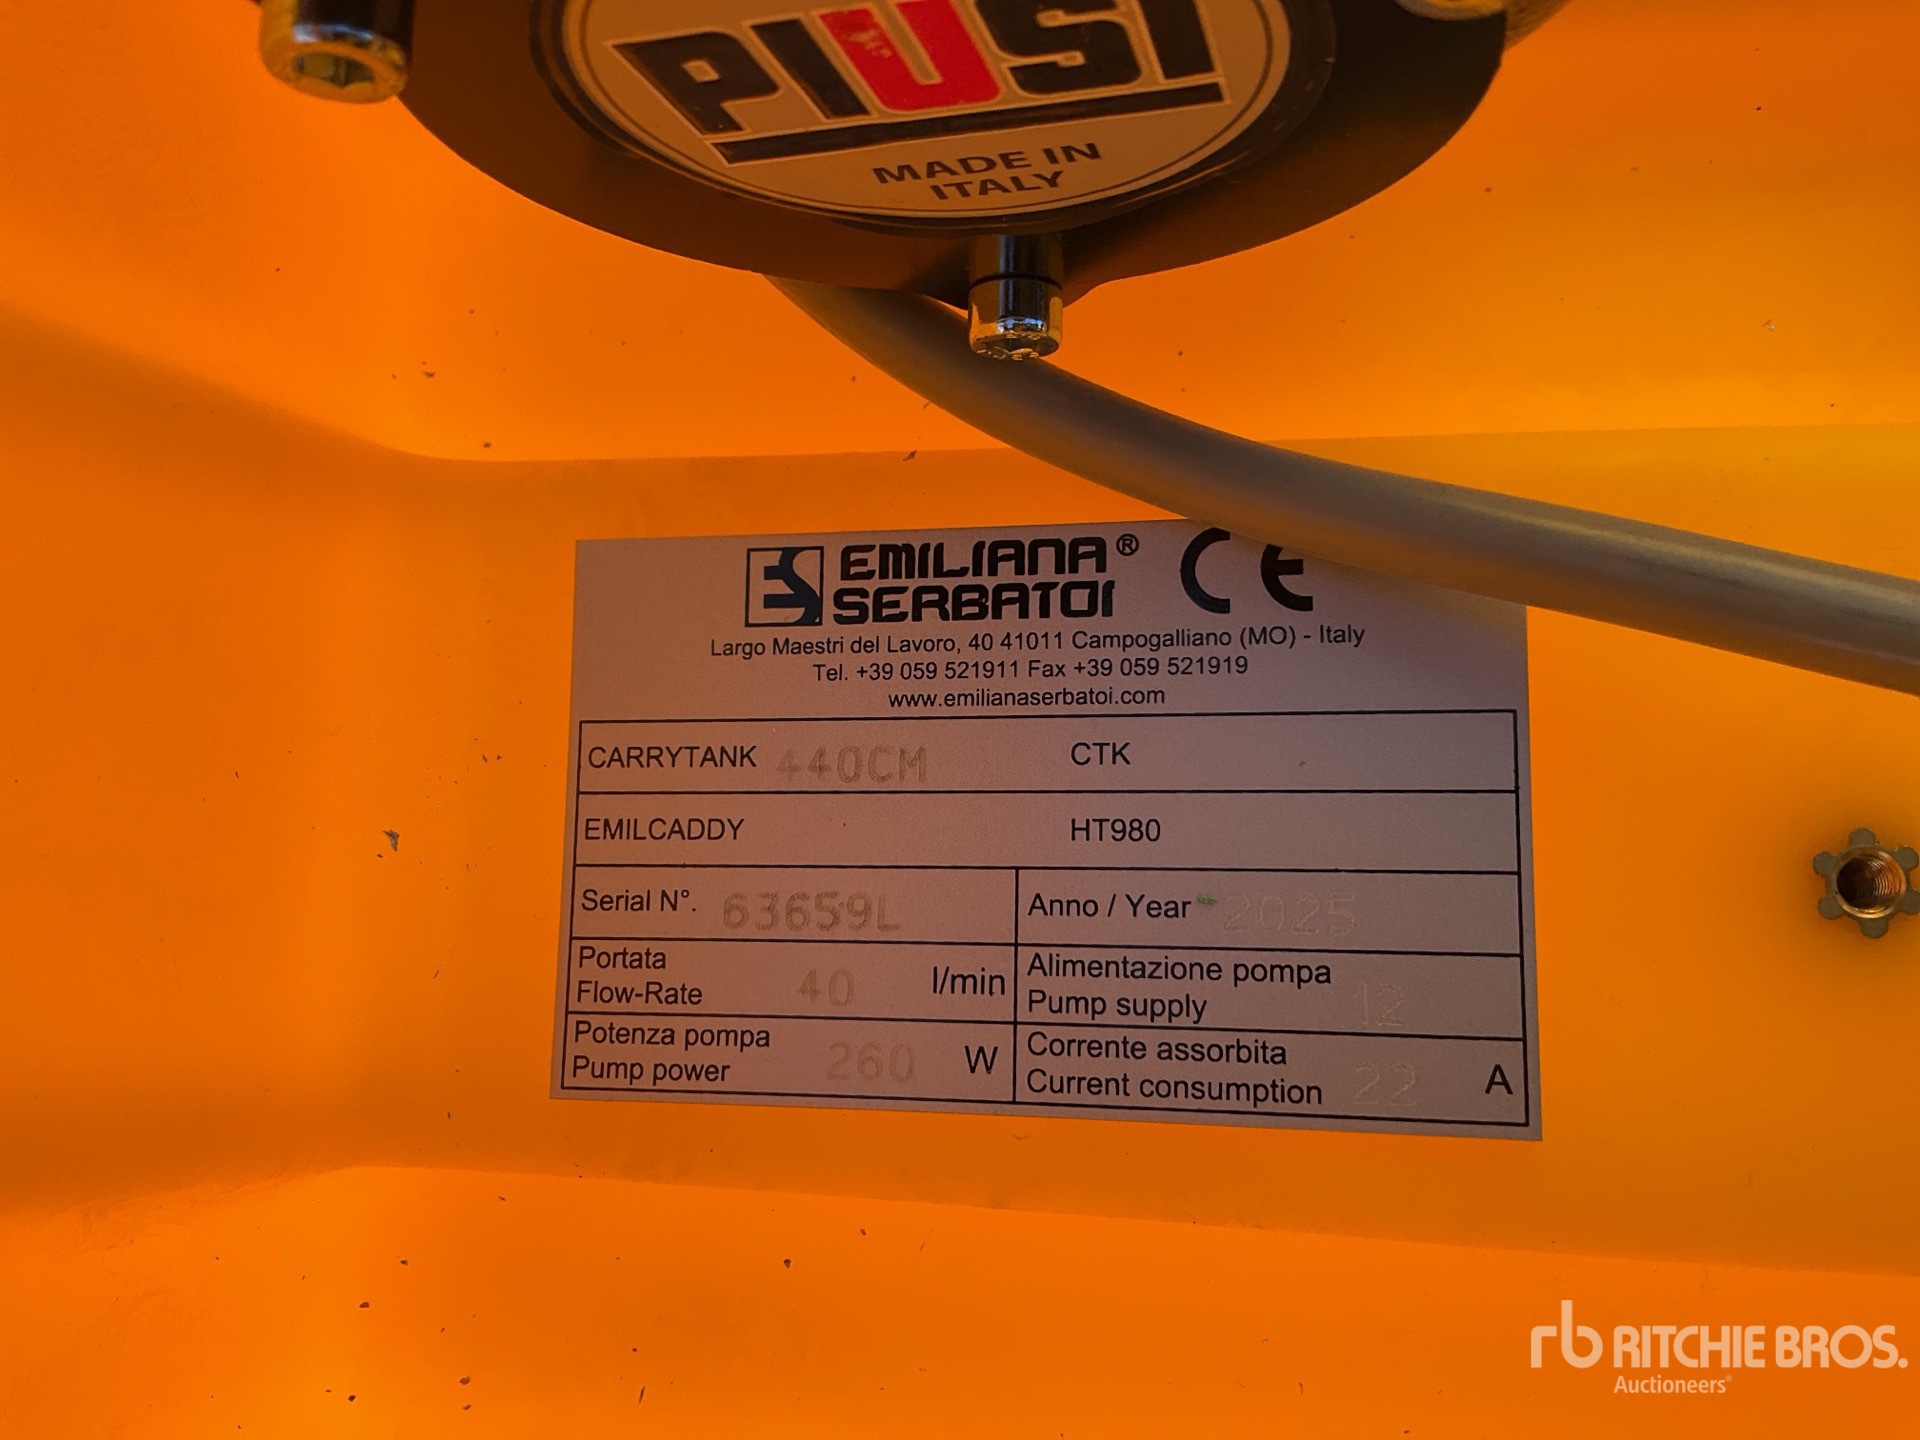 PIUSI
MADE IN
ITALY
ES EMILIANA® CE
SERBATOI
Largo Maestri del Lavoro, 40 41011 Campogalliano (MO) - Italy
Tel. +39 059 521911 Fax +39 059 521919
www.emilianaserbatoi.com
CARRYTANK 440CM CTK
EMILCADDY HT980
Serial N°. 63659L Anno / Year 2025
Portata
Flow-Rate 40 l/min
Alimentazione pompa
Pump supply 12
Potenza pompa
Pump power 260 W
Corrente assorbita
Current consumption 22 A
rb RITCHIE BROS.
Auctioneers®